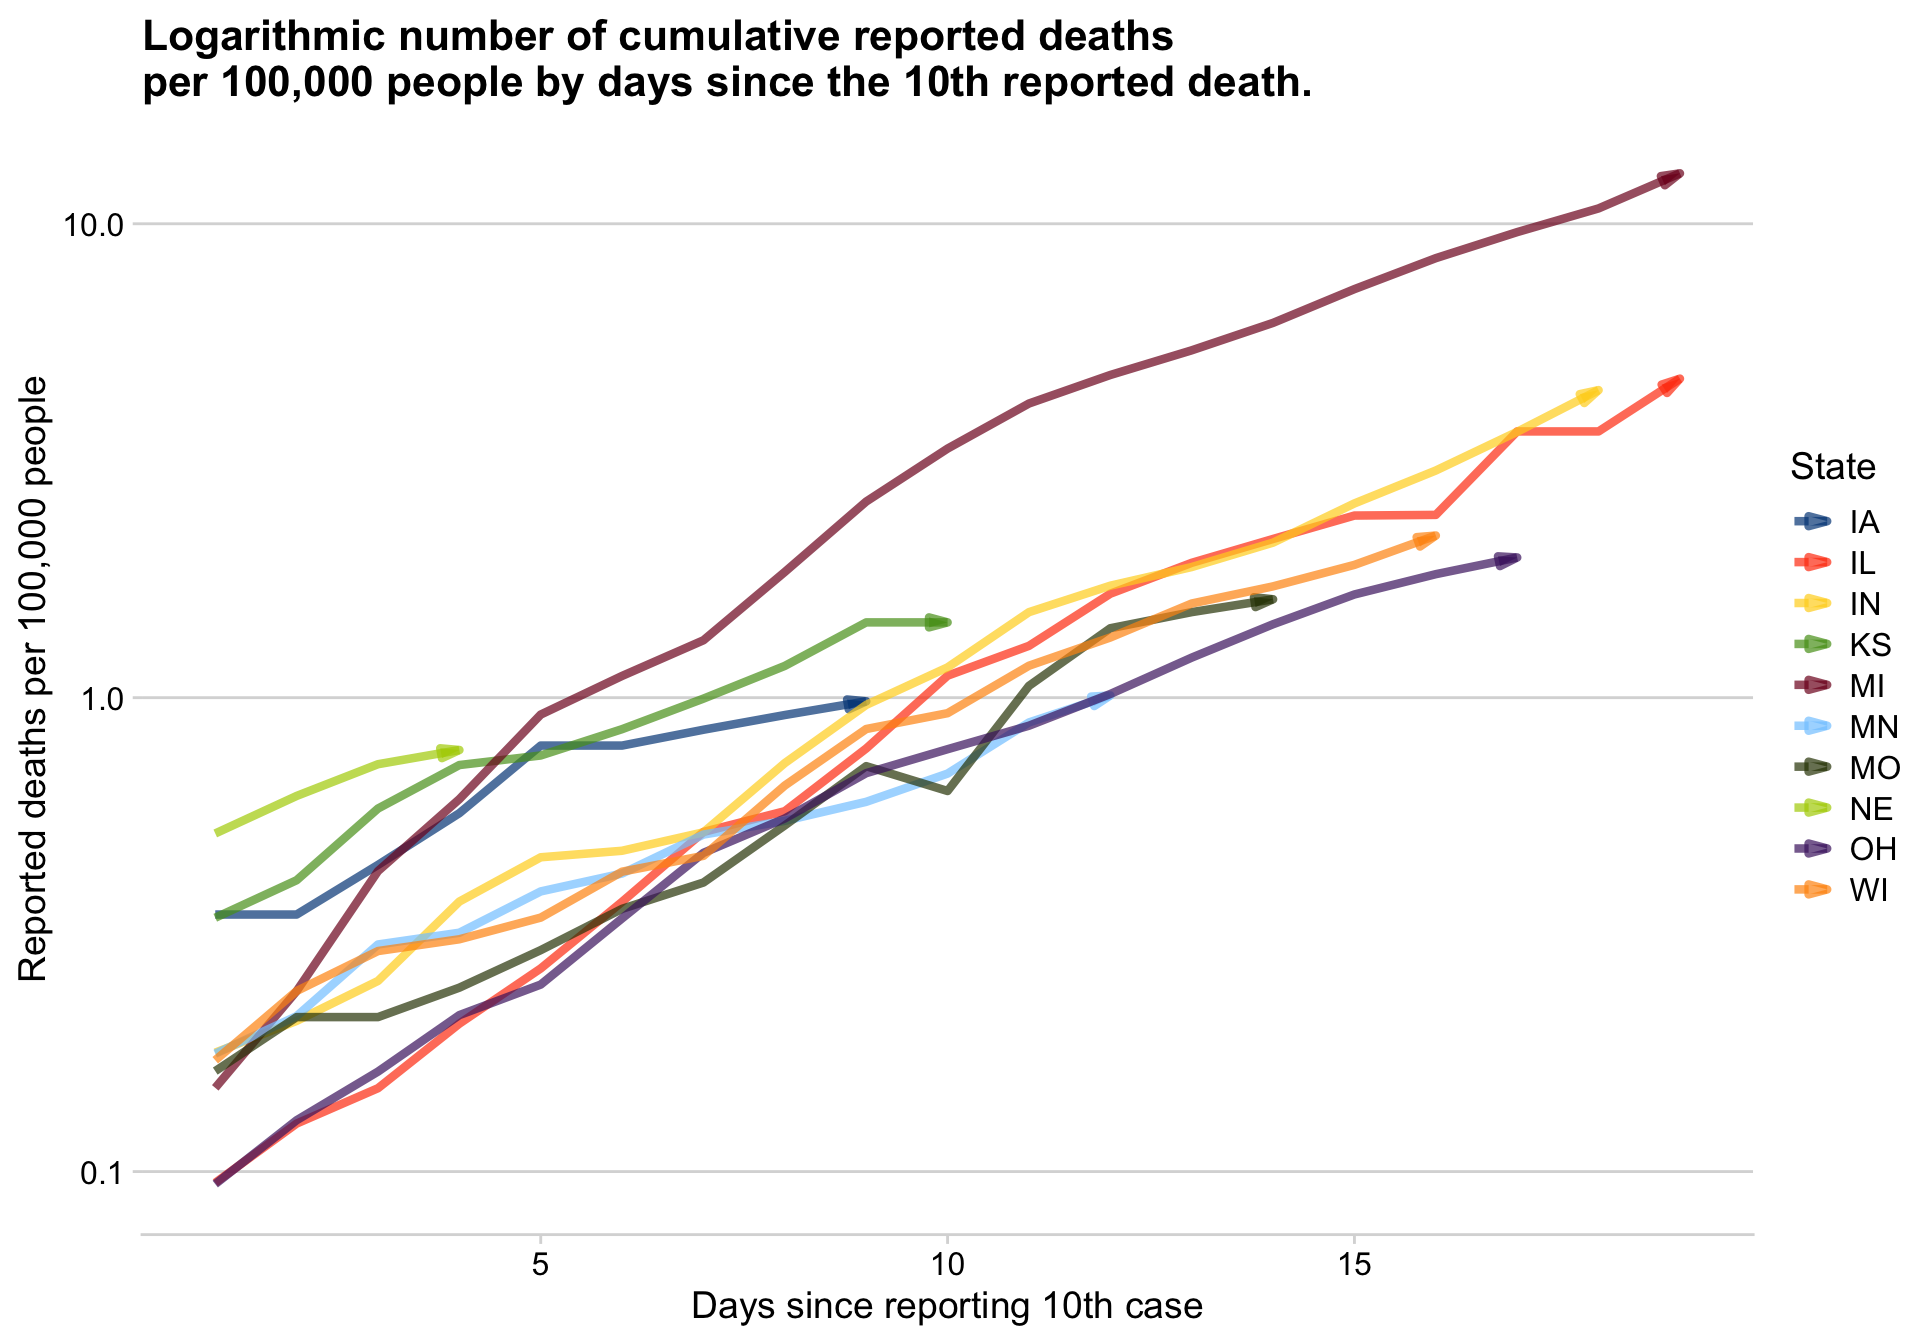 Logarithmic number of cumulative reported deaths
per 100,000 people by days since the 10th reported death.
Reported deaths per 100,000 people
10.0
1.0
0.1
5
10
15
Days since reporting 10th case
State
IA
IL
IN
KS
MI
MN
MO
NE
OH
WI